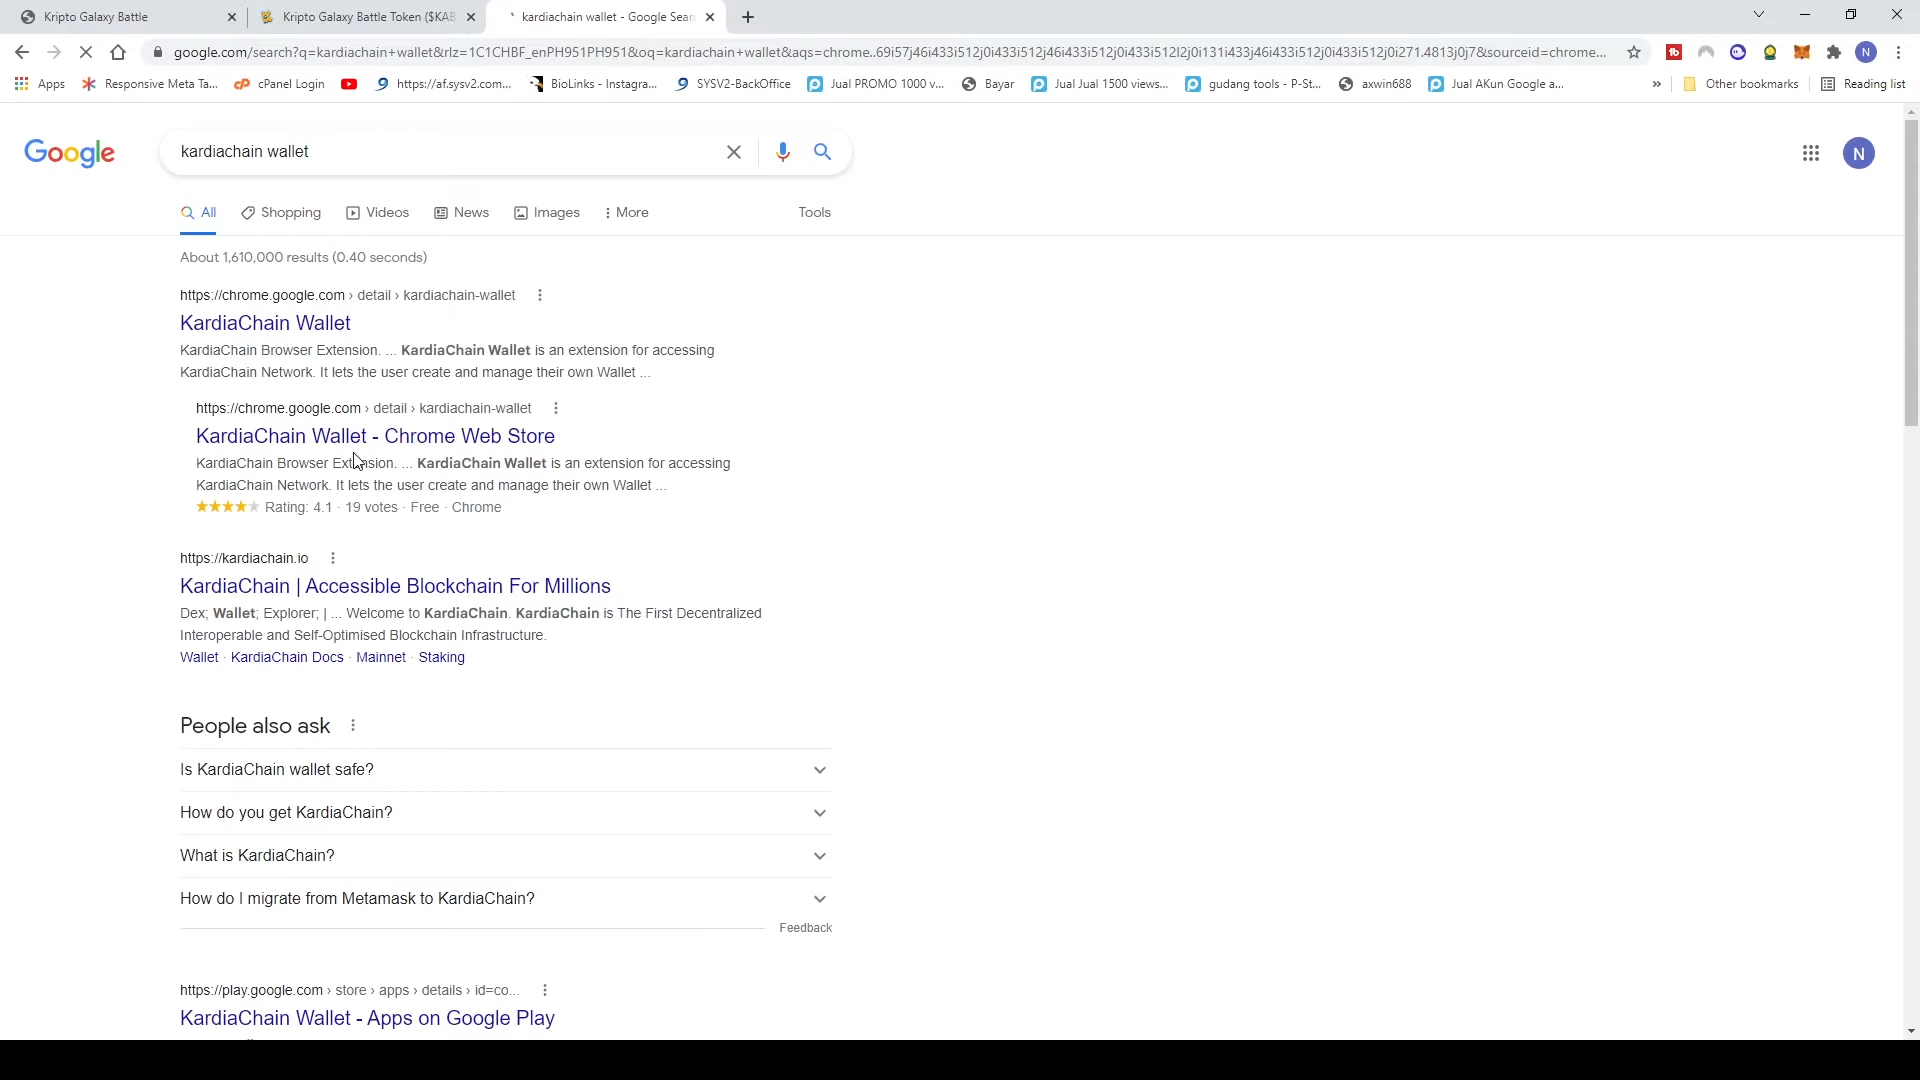 Kripto Galaxy Battle
Kripto Galaxy Battle Token ($KAB
kardiachain wallet - Google Sear
google.com/search?q=kardiachain+wallet&rlz=1C1CHBF_enPH951PH951&oq=kardiachain+wallet&aqs=chrome..69i57j46i433i512j0i433i512j46i433i512j0i433i512l2j0i131i433j46i433i512j0i433i512j0i271.4813j0j7&sourceid=chrome...
N
Apps
Responsive Meta Ta...
cPanel Login
https://af.sysv2.com...
BioLinks - Instagra...
SYSV2-BackOffice
Jual PROMO 1000 v...
Bayar
Jual Jual 1500 views...
gudang tools - P-St...
axwin688
Jual AKun Google a...
»
Other bookmarks
Reading list
Google
kardiachain wallet
N
All
Shopping
Videos
News
Images
More
Tools
About 1,610,000 results (0.40 seconds)
https://chrome.google.com › detail › kardiachain-wallet
KardiaChain Wallet
KardiaChain Browser Extension. ... KardiaChain Wallet is an extension for accessing
KardiaChain Network. It lets the user create and manage their own Wallet ...
https://chrome.google.com › detail › kardiachain-wallet
KardiaChain Wallet - Chrome Web Store
KardiaChain Browser Extension. ... KardiaChain Wallet is an extension for accessing
KardiaChain Network. It lets the user create and manage their own Wallet ...
Rating: 4.1 · 19 votes · Free · Chrome
https://kardiachain.io
KardiaChain | Accessible Blockchain For Millions
Dex; Wallet; Explorer; | ... Welcome to KardiaChain. KardiaChain is The First Decentralized
Interoperable and Self-Optimised Blockchain Infrastructure.
Wallet · KardiaChain Docs · Mainnet · Staking
People also ask
Is KardiaChain wallet safe?
How do you get KardiaChain?
What is KardiaChain?
How do I migrate from Metamask to KardiaChain?
Feedback
https://play.google.com › store › apps › details › id=co...
KardiaChain Wallet - Apps on Google Play